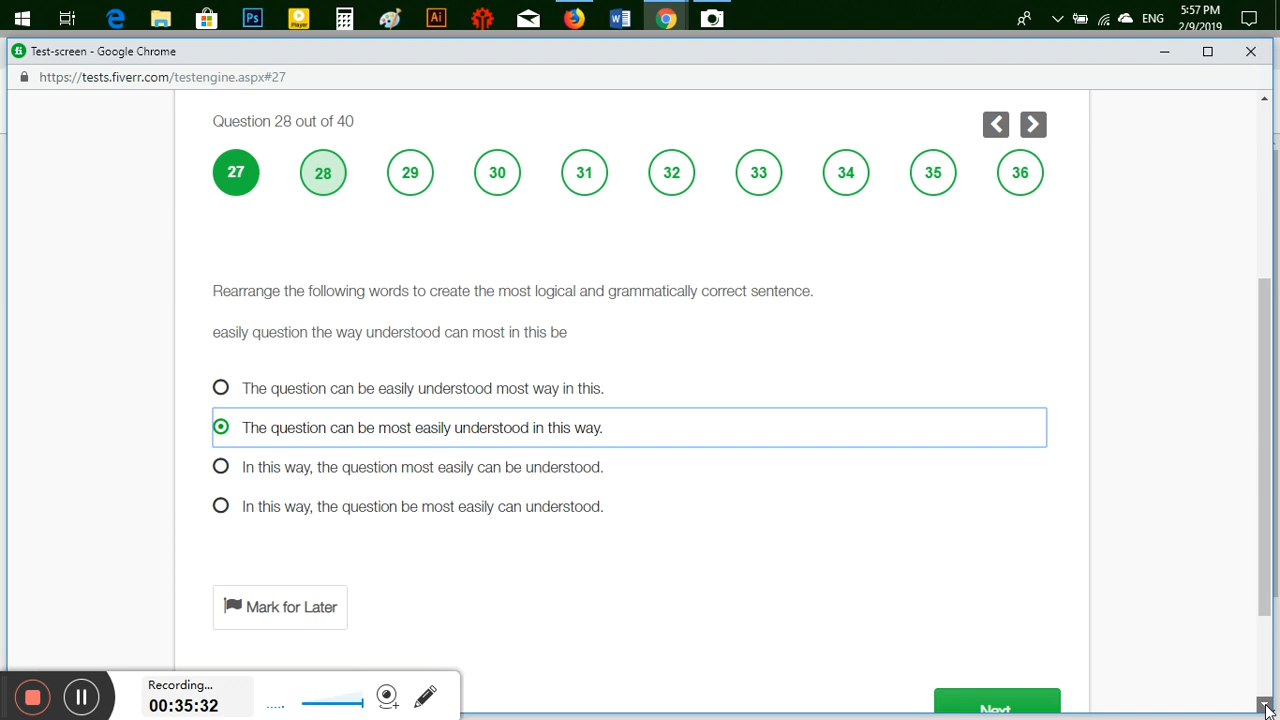 Ps
Player
Ai
ENG
5:57 PM
2/9/2019
Test-screen - Google Chrome
https://tests.fiverr.com/testengine.aspx#27
Question 28 out of 40
27 28 29 30 31 32 33 34 35 36
Rearrange the following words to create the most logical and grammatically correct sentence.
easily question the way understood can most in this be
The question can be easily understood most way in this.
The question can be most easily understood in this way.
In this way, the question most easily can be understood.
In this way, the question be most easily can understood.
Mark for Later
Next
Recording...
00:35:32